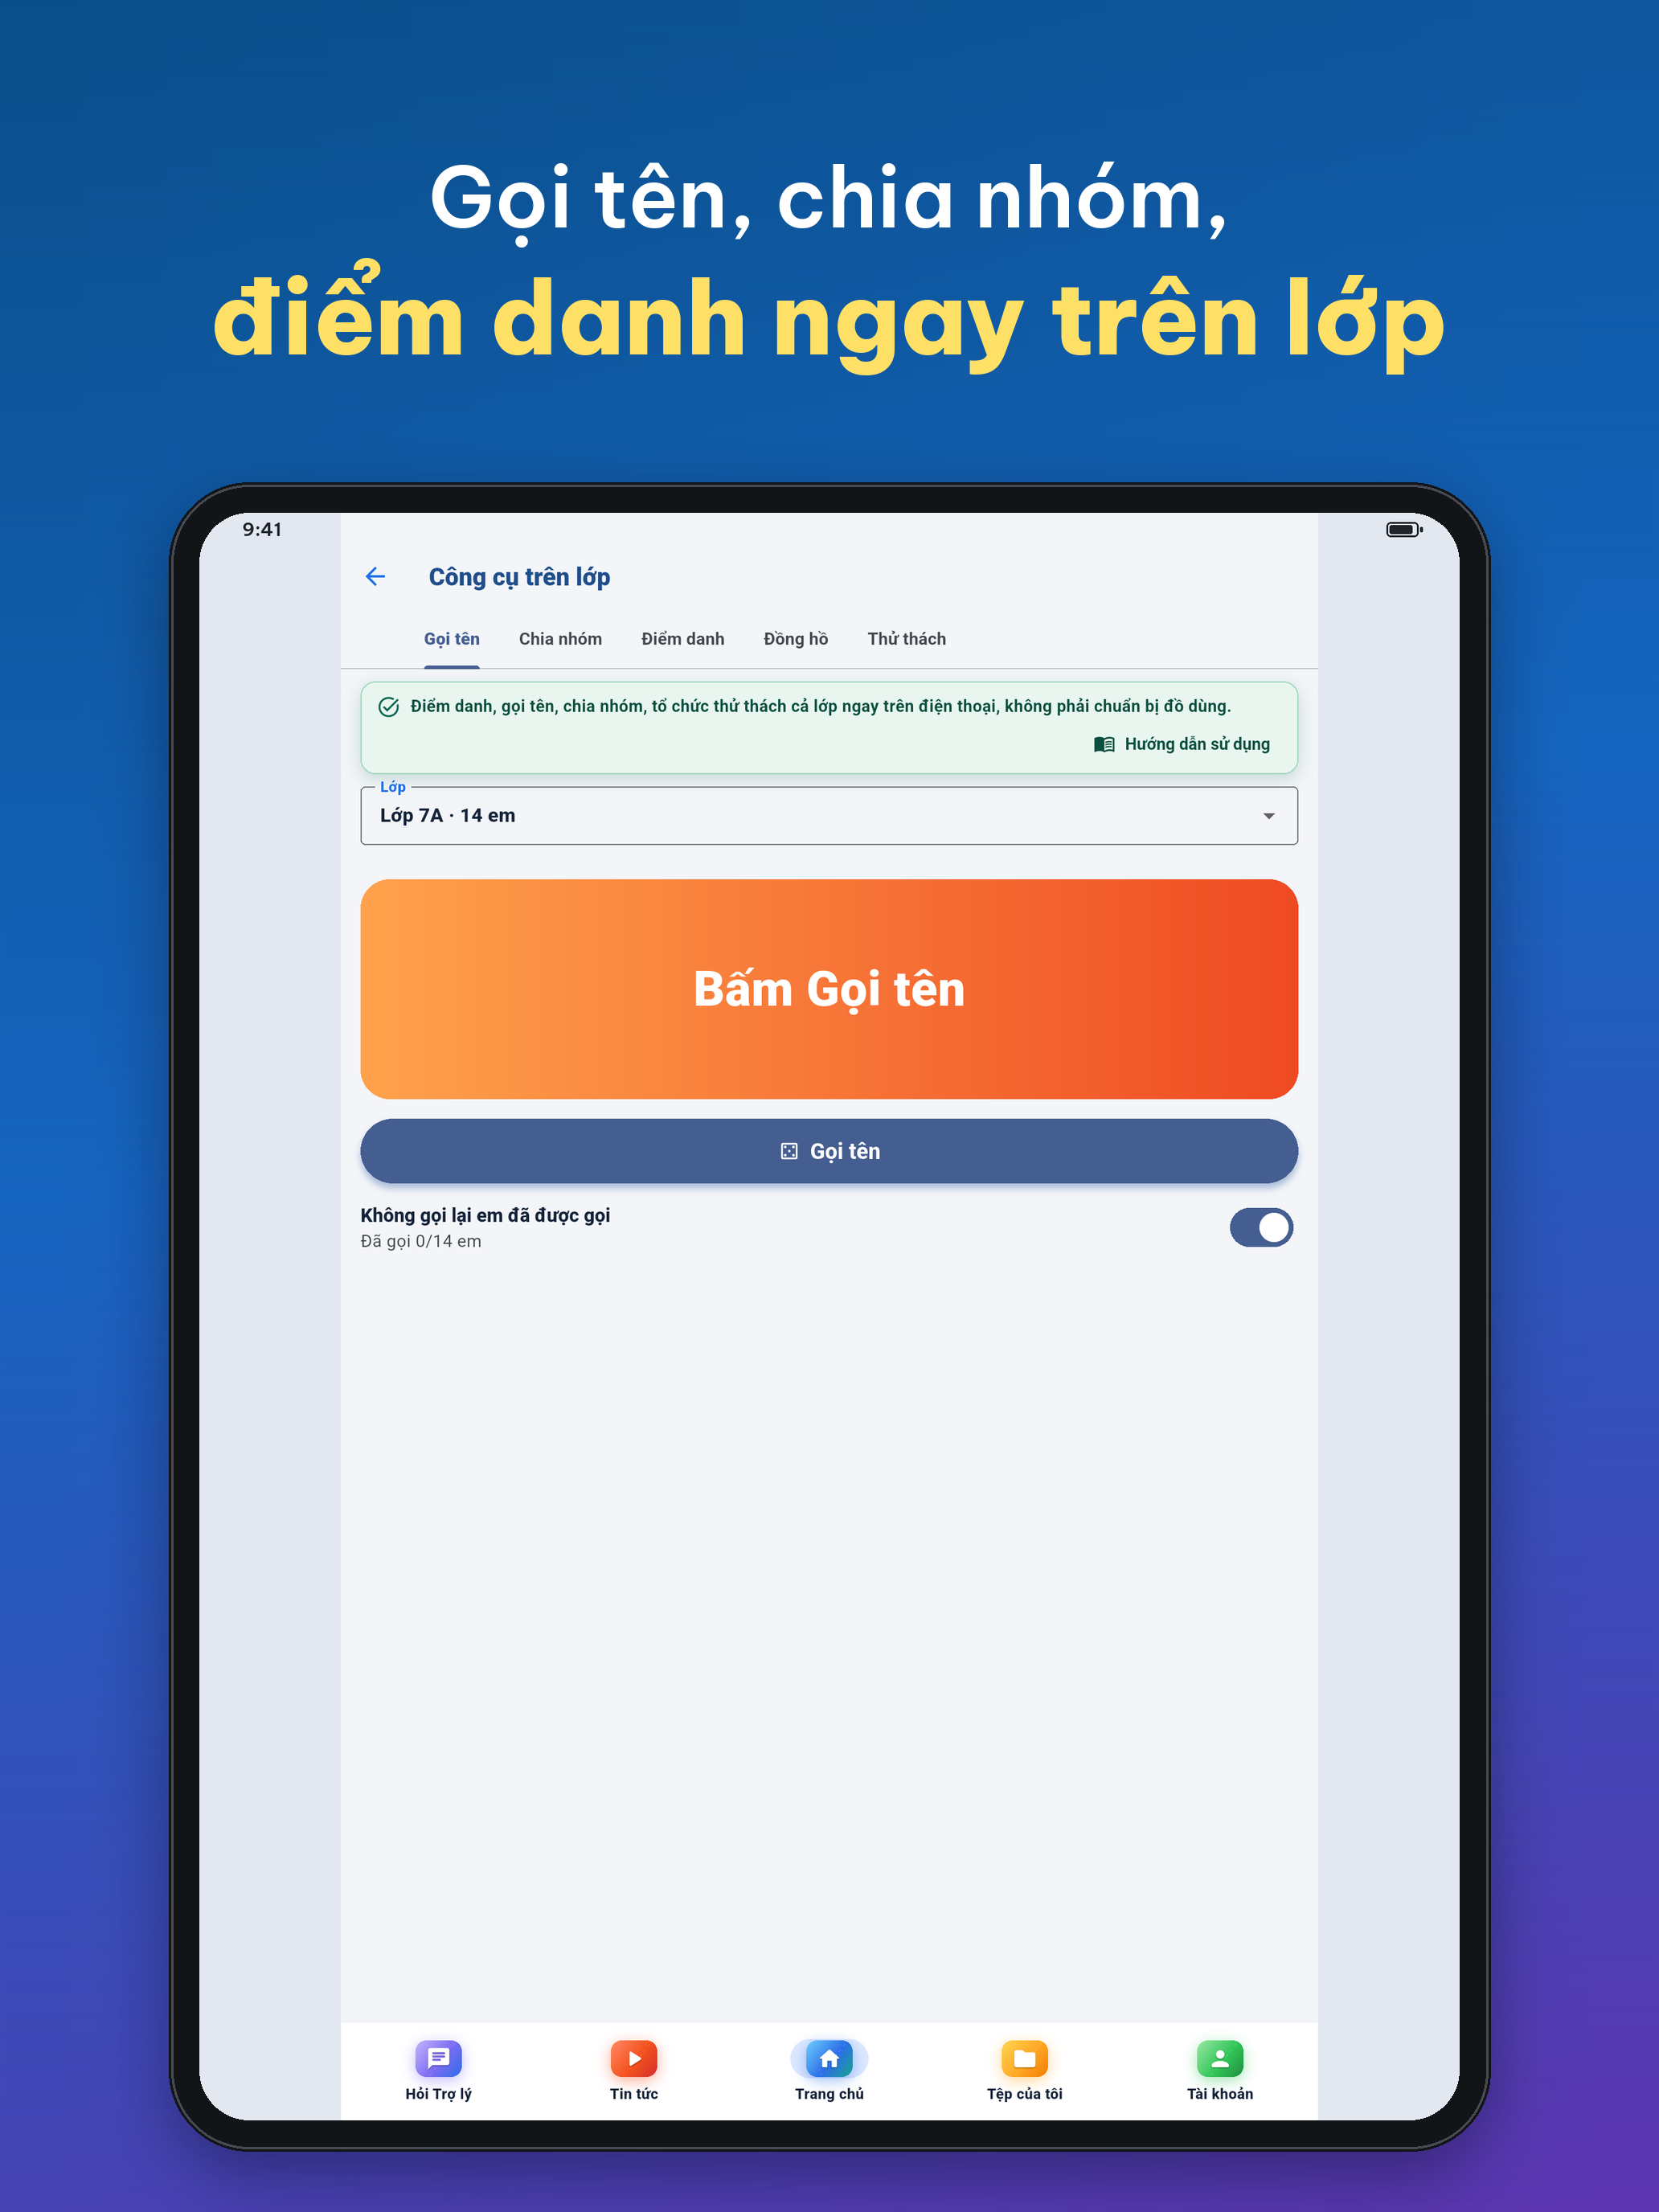 Gọi tên, chia nhóm,
điểm danh ngay trên lớp
9:41
Công cụ trên lớp
Gọi tên
Chia nhóm
Điểm danh
Đồng hồ
Thử thách
Điểm danh, gọi tên, chia nhóm, tổ chức thử thách cả lớp ngay trên điện thoại, không phải chuẩn bị đồ dùng.
Hướng dẫn sử dụng
Lớp
Lớp 7A · 14 em
Bấm Gọi tên
Gọi tên
Không gọi lại em đã được gọi
Đã gọi 0/14 em
Hỏi Trợ lý
Tin tức
Trang chủ
Tệp của tôi
Tài khoản